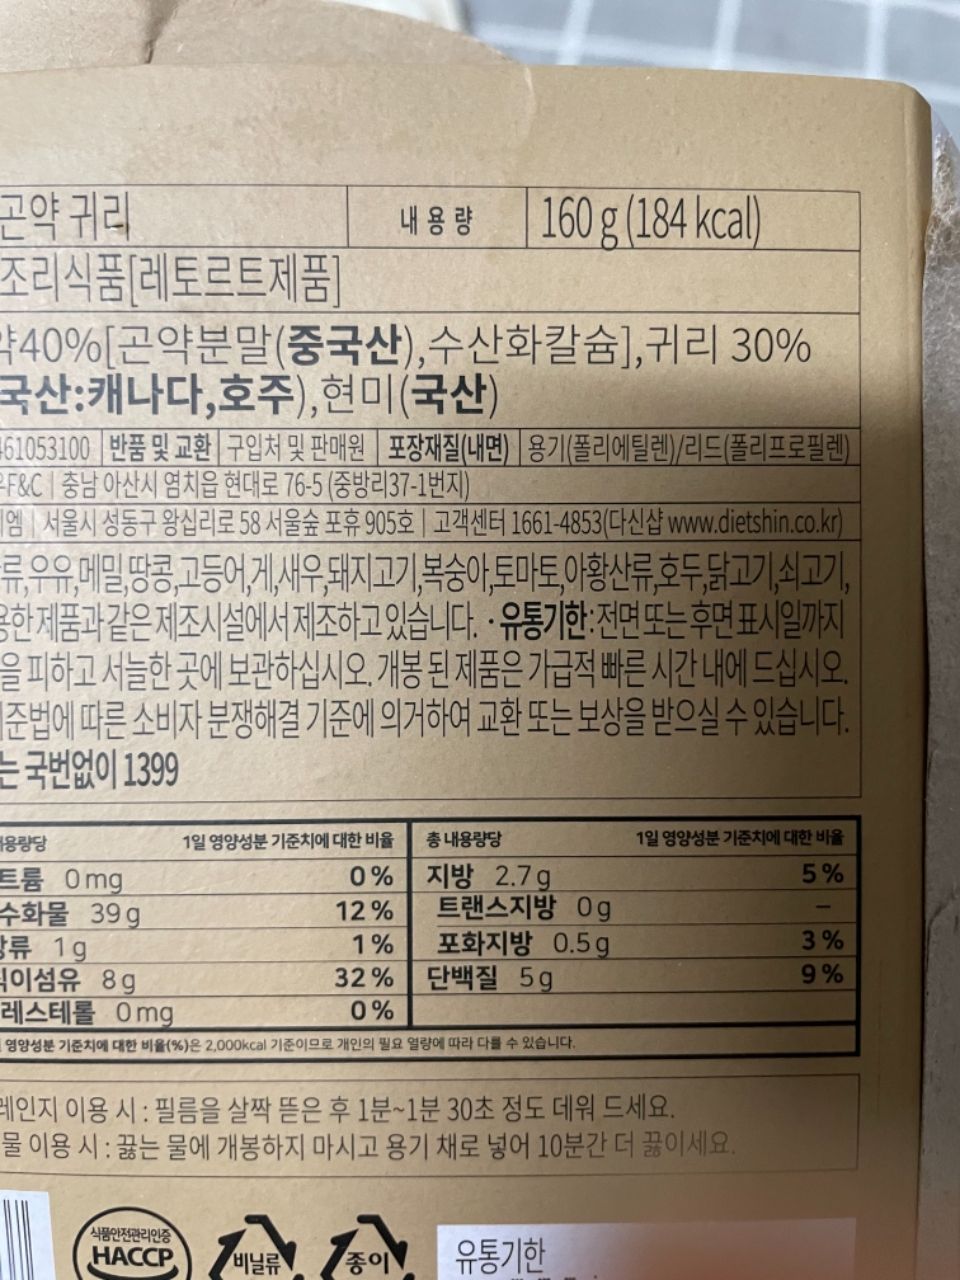 곤약 귀리 내 용 량 160 g (184 kcal)
조리식품[레토르트제품]
약40%[곤약분말(중국산),수산화칼슘],귀리 30%
국산:캐나다,호주),현미(국산)
461053100 반품 및 교환 구입처 및 판매원 포장재질(내면) 용기(폴리에틸렌)/리드(폴리프로필렌)
F&C | 충남 아산시 염치읍 현대로 76-5 (중방리37-1번지)
엠 | 서울시 성동구 왕십리로 58 서울숲 포휴 905호 | 고객센터 1661-4853(다신샵 www.dietshin.co.kr)
류,우유,메밀,땅콩,고등어,게,새우,돼지고기,복숭아,토마토,아황산류,호두,닭고기,쇠고기,
용한 제품과 같은 제조시설에서 제조하고 있습니다. ·유통기한:전면 또는 후면 표시일까지
을 피하고 서늘한 곳에 보관하십시오. 개봉 된 제품은 가급적 빠른 시간 내에 드십시오.
준법에 따른 소비자 분쟁해결 기준에 의거하여 교환 또는 보상을 받으실 수 있습니다.
는 국번없이 1399
내용량당 1일 영양성분 기준치에 대한 비율 총 내용량당 1일 영양성분 기준치에 대한 비율
트륨 0 mg 0 % 지방 2.7 g 5 %
수화물 39 g 12 % 트랜스지방 0 g –
당류 1 g 1 % 포화지방 0.5 g 3 %
식이섬유 8 g 32 % 단백질 5 g 9 %
레스테롤 0 mg 0 %
영양성분 기준치에 대한 비율(%)은 2,000kcal 기준이므로 개인의 필요 열량에 따라 다를 수 있습니다.
레인지 이용 시 : 필름을 살짝 뜯은 후 1분~1분 30초 정도 데워 드세요.
물 이용 시 : 끓는 물에 개봉하지 마시고 용기 채로 넣어 10분간 더 끓이세요.
식품안전관리인증
HACCP
비닐류
종이
유통기한